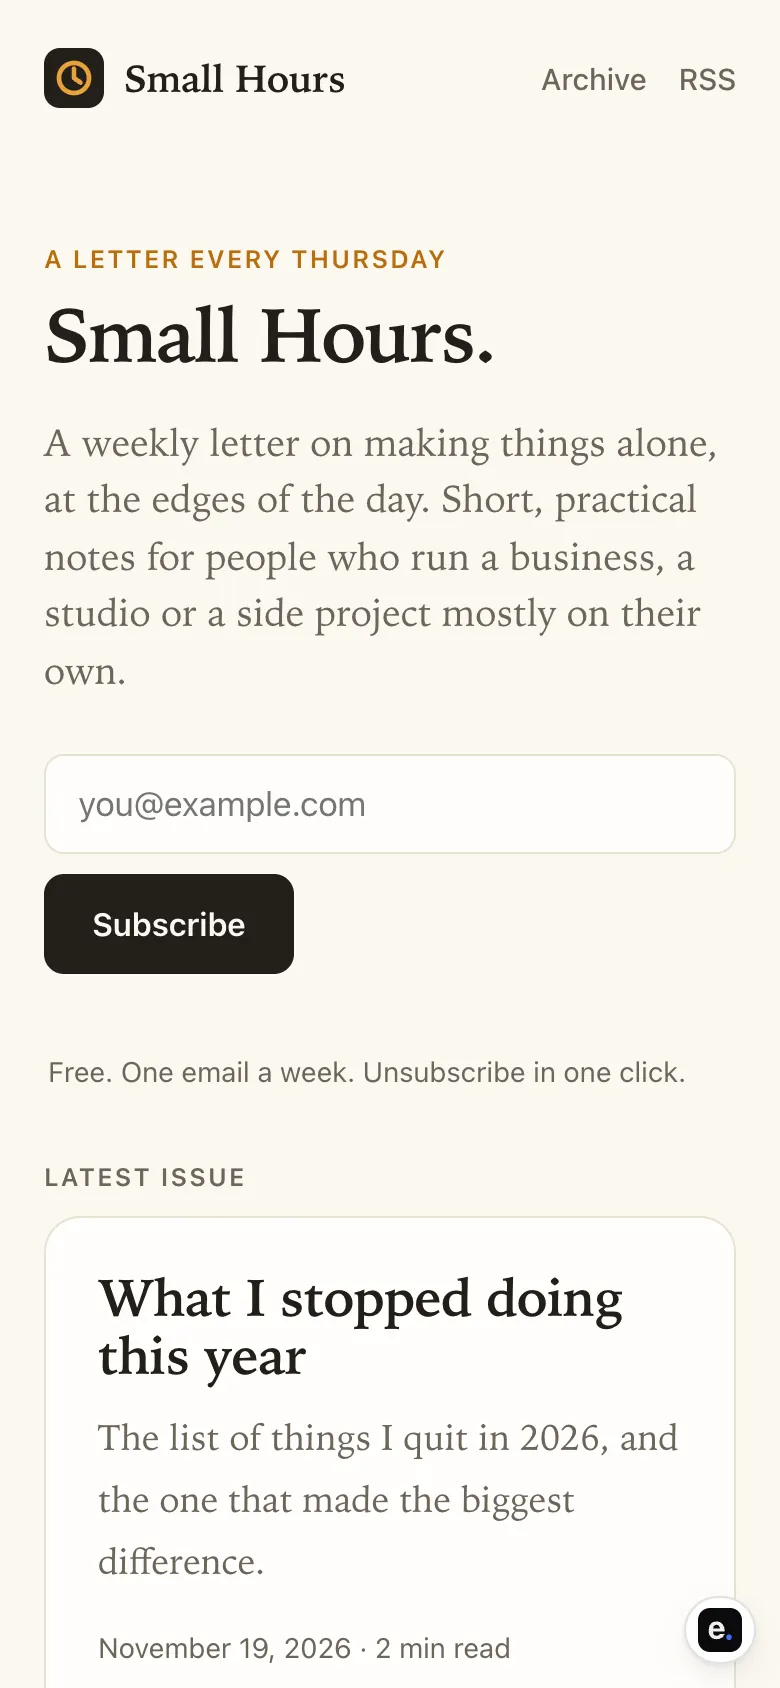 Small Hours
Archive RSS
A LETTER EVERY THURSDAY
Small Hours.
A weekly letter on making things alone,
at the edges of the day. Short, practical
notes for people who run a business, a
studio or a side project mostly on their
own.
you@example.com
Subscribe
Free. One email a week. Unsubscribe in one click.
LATEST ISSUE
What I stopped doing
this year
The list of things I quit in 2026, and
the one that made the biggest
difference.
November 19, 2026 · 2 min read
e.